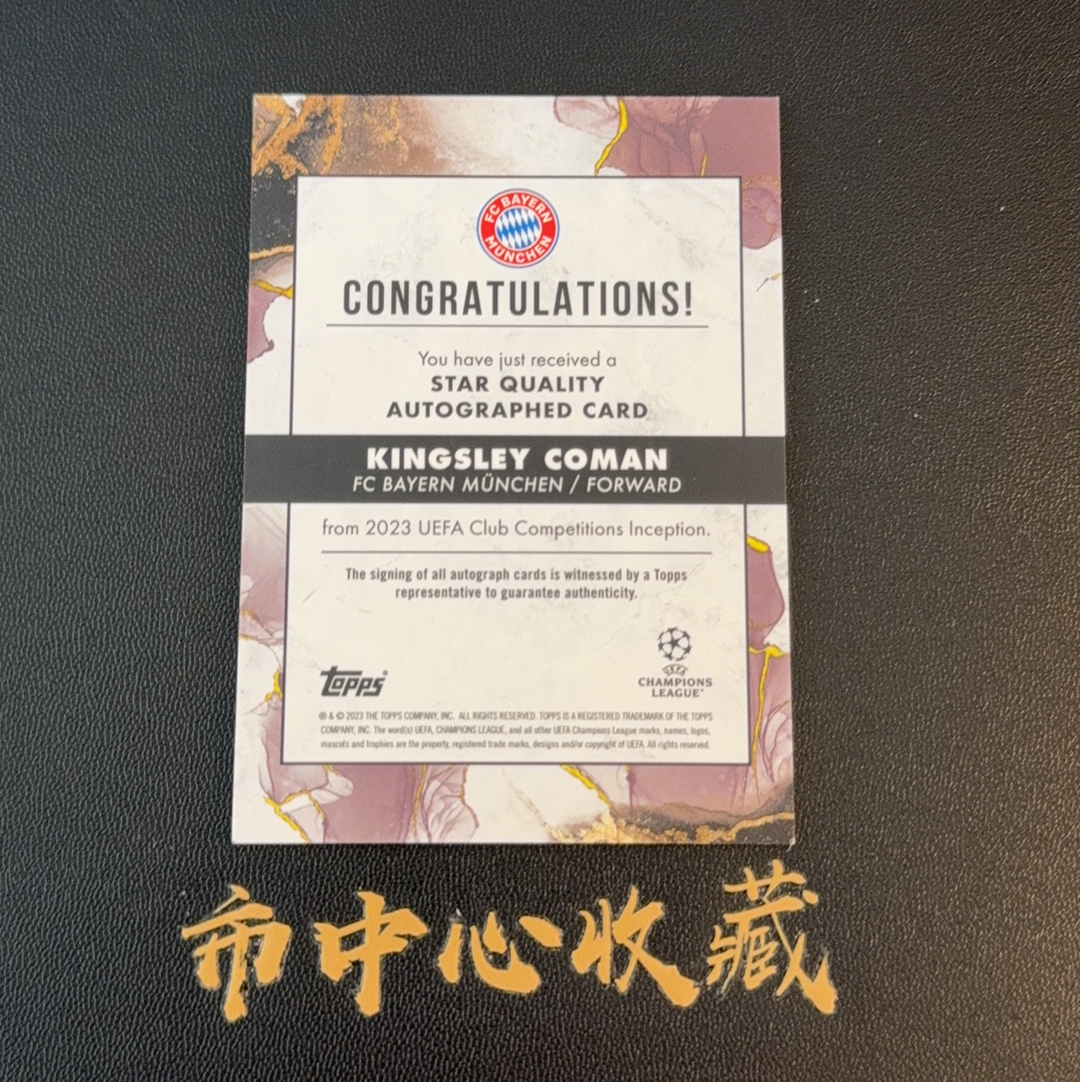 FC BAYERN
MÜNCHEN
CONGRATULATIONS!
You have just received a
STAR QUALITY
AUTOGRAPHED CARD
KINGSLEY COMAN
FC BAYERN MÜNCHEN / FORWARD
from 2023 UEFA Club Competitions Inception.
The signing of all autograph cards is witnessed by a Topps
representative to guarantee authenticity.
topps®
UEFA
CHAMPIONS
LEAGUE®
® & © 2023 THE TOPPS COMPANY, INC. ALL RIGHTS RESERVED. TOPPS IS A REGISTERED TRADEMARK OF THE TOPPS
COMPANY, INC. The word(s) UEFA, CHAMPIONS LEAGUE, and all other UEFA Champions League marks, names, logos,
mascots and trophies are the property, registered trade marks, designs and/or copyright of UEFA. All rights reserved.
市中心收藏